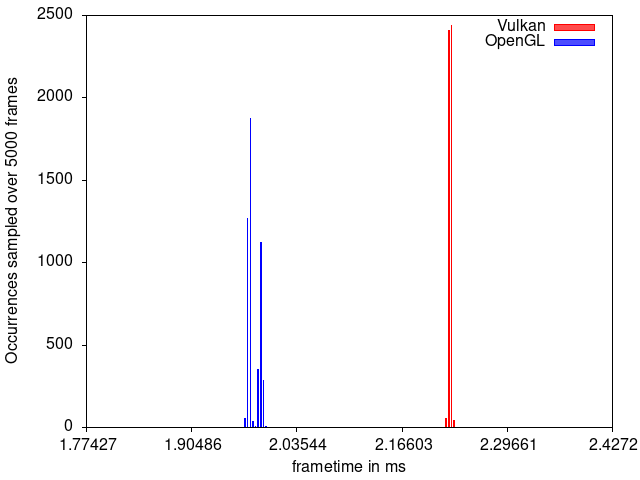 2500
2000
1500
1000
500
0
Occurrences sampled over 5000 frames
Vulkan
OpenGL
1.77427 1.90486 2.03544 2.16603 2.29661 2.4272
frametime in ms